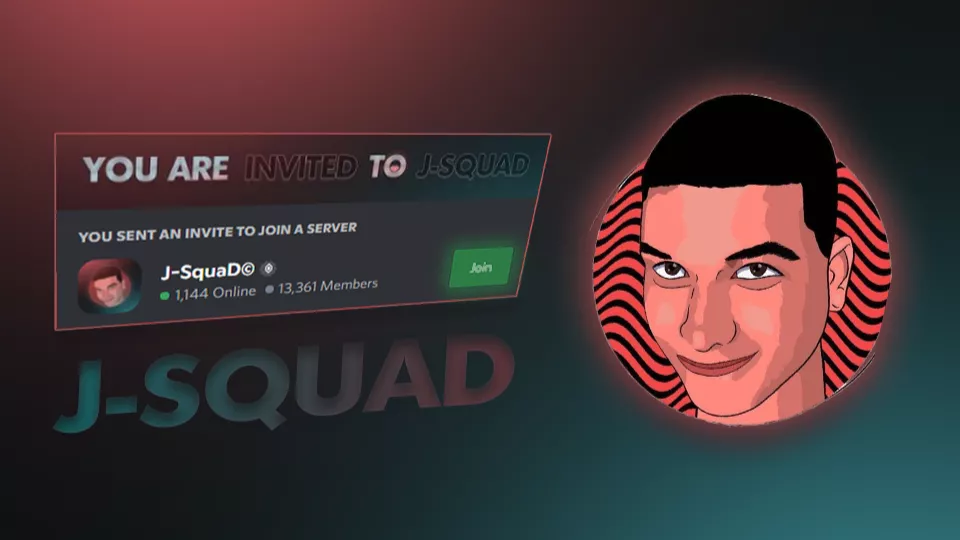 YOU ARE INVITED TO J-SQUAD
YOU SENT AN INVITE TO JOIN A SERVER
J-SquaD©
1,144 Online 13,361 Members
Join
J-SQUAD